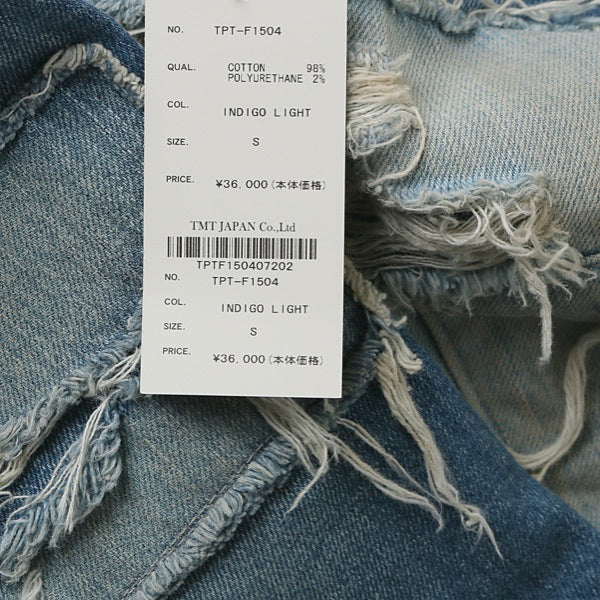 NO. TPT-F1504
QUAL. COTTON 98%
POLYURETHANE 2%
COL. INDIGO LIGHT
SIZE. S
PRICE. ¥36,000(本体価格)
TMT JAPAN Co.,Ltd
TPTF150407202
NO. TPT-F1504
COL. INDIGO LIGHT
SIZE. S
PRICE. ¥36,000(本体価格)